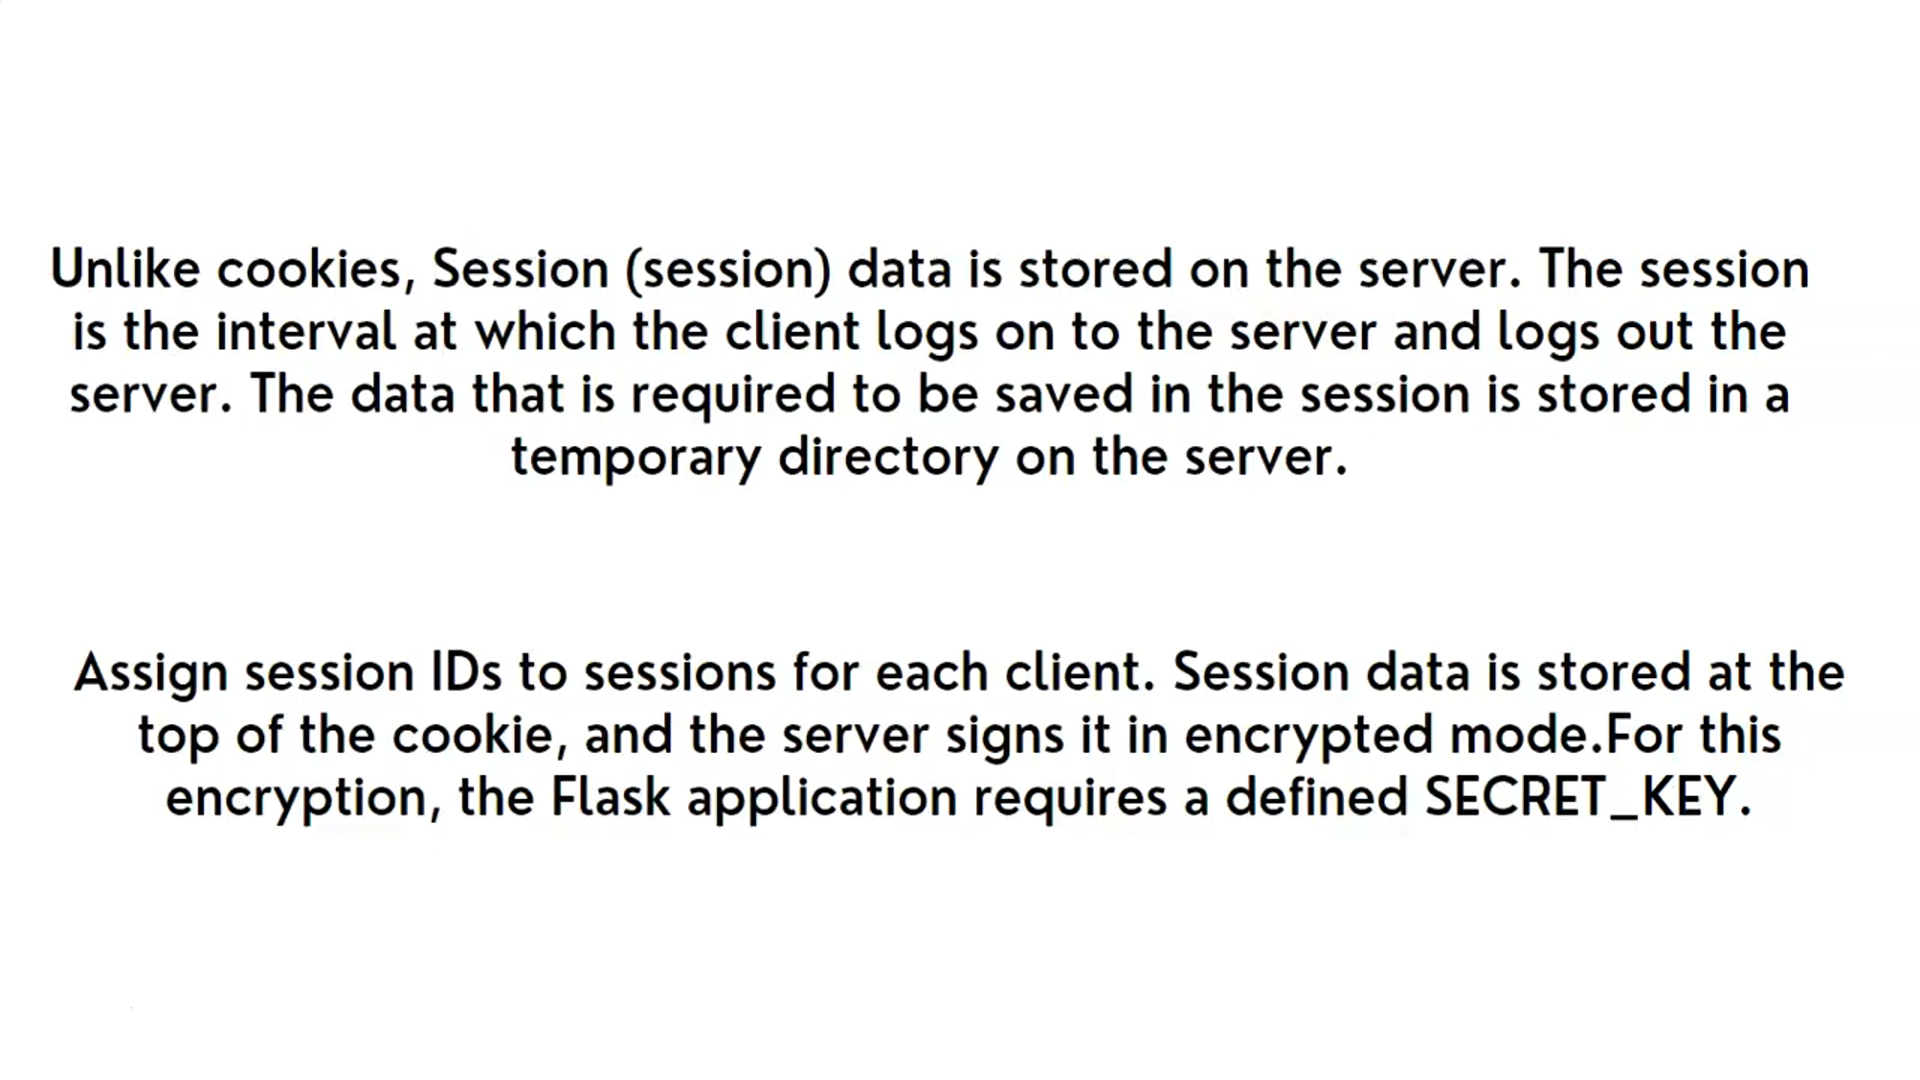 Unlike cookies, Session (session) data is stored on the server. The session
is the interval at which the client logs on to the server and logs out the
server. The data that is required to be saved in the session is stored in a
temporary directory on the server.
Assign session IDs to sessions for each client. Session data is stored at the
top of the cookie, and the server signs it in encrypted mode.For this
encryption, the Flask application requires a defined SECRET_KEY.